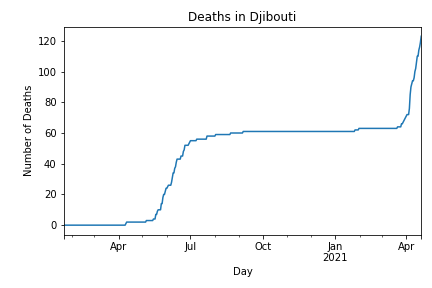 Deaths in Djibouti
Number of Deaths
120
100
80
60
40
20
0
Apr
Jul
Oct
Jan
2021
Apr
Day